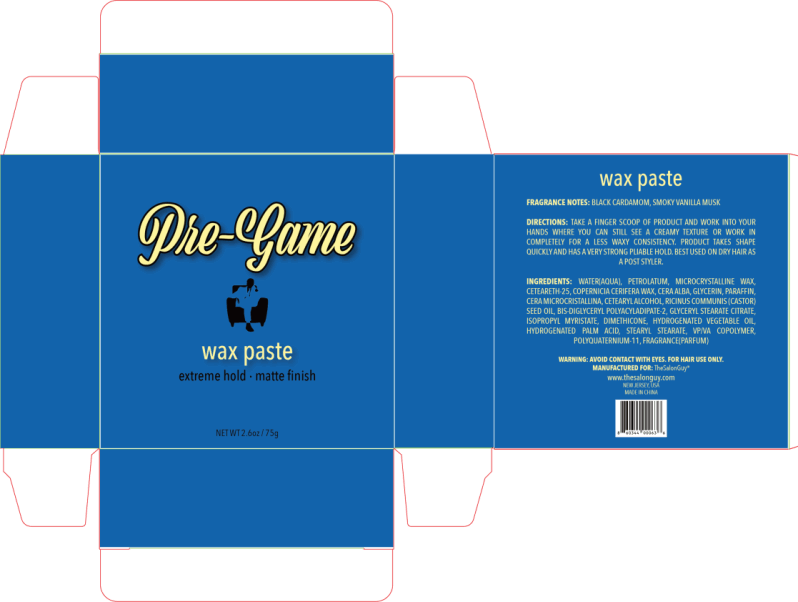 Pre-Game
wax paste
extreme hold - matte finish
NET WT 2.6oz / 75g
wax paste
FRAGRANCE NOTES: BLACK CARDAMOM, SMOKY VANILLA MUSK
DIRECTIONS: TAKE A FINGER SCOOP OF PRODUCT AND WORK INTO YOUR
HANDS WHERE YOU CAN STILL SEE A CREAMY TEXTURE OR WORK IN
COMPLETELY FOR A LESS WAXY CONSISTENCY. PRODUCT TAKES SHAPE
QUICKLY AND HAS A VERY STRONG PLIABLE HOLD. BEST USED ON DRY HAIR AS
A POST STYLER.
INGREDIENTS: WATER(AQUA), PETROLATUM, MICROCRYSTALLINE WAX,
CETEARETH-25, COPERNICIA CERIFERA WAX, CERA ALBA, GLYCERIN, PARAFFIN,
CERA MICROCRISTALLINA, CETEARYL ALCOHOL, RICINUS COMMUNIS (CASTOR)
SEED OIL, BIS-DIGLYCERYL POLYACYLADIPATE-2, GLYCERYL STEARATE CITRATE,
ISOPROPYL MYRISTATE, DIMETHICONE, HYDROGENATED VEGETABLE OIL,
HYDROGENATED PALM ACID, STEARYL STEARATE, VP/VA COPOLYMER,
POLYQUATERNIUM-11, FRAGRANCE(PARFUM)
WARNING: AVOID CONTACT WITH EYES. FOR HAIR USE ONLY.
MANUFACTURED FOR: TheSalonGuy®
www.thesalonguy.com
NEW JERSEY, USA
MADE IN CHINA